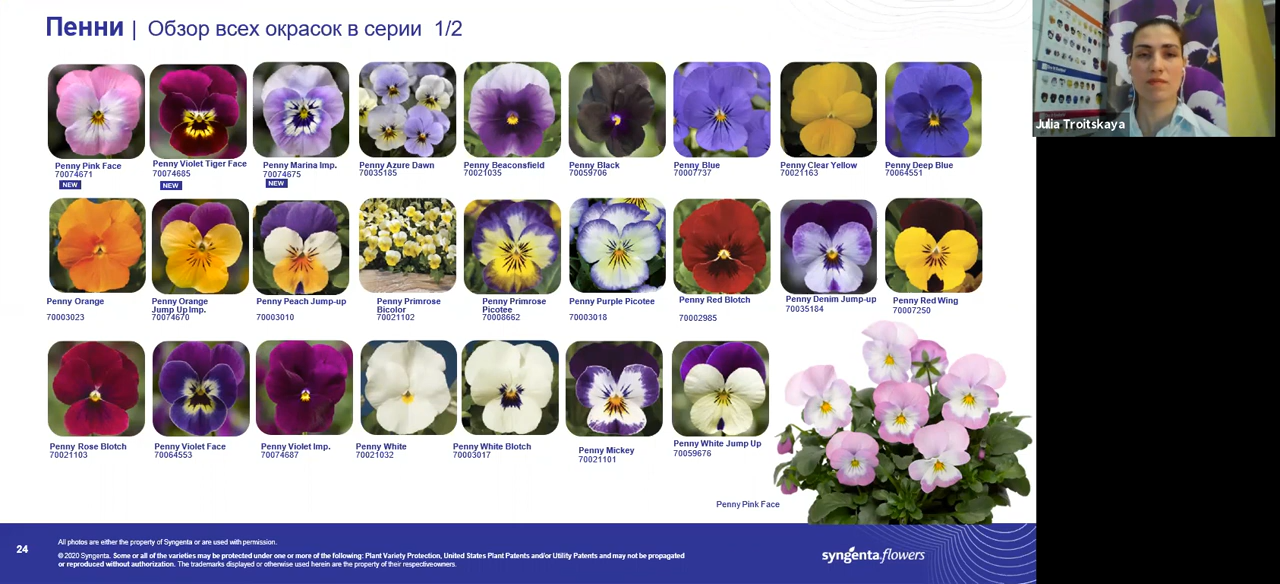 Пенни | Обзор всех окрасок в серии 1/2
Julia Troitskaya
Penny Pink Face
70074671
NEW
Penny Violet Tiger Face
70074685
NEW
Penny Marina Imp.
70074675
NEW
Penny Azure Dawn
70035185
Penny Beaconsfield
70021035
Penny Black
70059706
Penny Blue
70007737
Penny Clear Yellow
70021163
Penny Deep Blue
70064551
Penny Orange
70003023
Penny Orange
Jump Up Imp.
70074670
Penny Peach Jump-up
70003010
Penny Primrose
Bicolor
70021102
Penny Primrose
Picotee
70008662
Penny Purple Picotee
70003018
Penny Red Blotch
70002985
Penny Denim Jump-up
70035184
Penny Red Wing
70007250
Penny Rose Blotch
70021103
Penny Violet Face
70064553
Penny Violet Imp.
70074687
Penny White
70021032
Penny White Blotch
70003017
Penny Mickey
70021101
Penny White Jump Up
70059676
Penny Pink Face
24
All photos are either the property of Syngenta or are used with permission.
© 2020 Syngenta. Some or all of the varieties may be protected under one or more of the following: Plant Variety Protection, United States Plant Patents and/or Utility Patents and may not be propagated
or reproduced without authorization. The trademarks displayed or otherwise used herein are the property of their respectiveowners.
syngenta.flowers